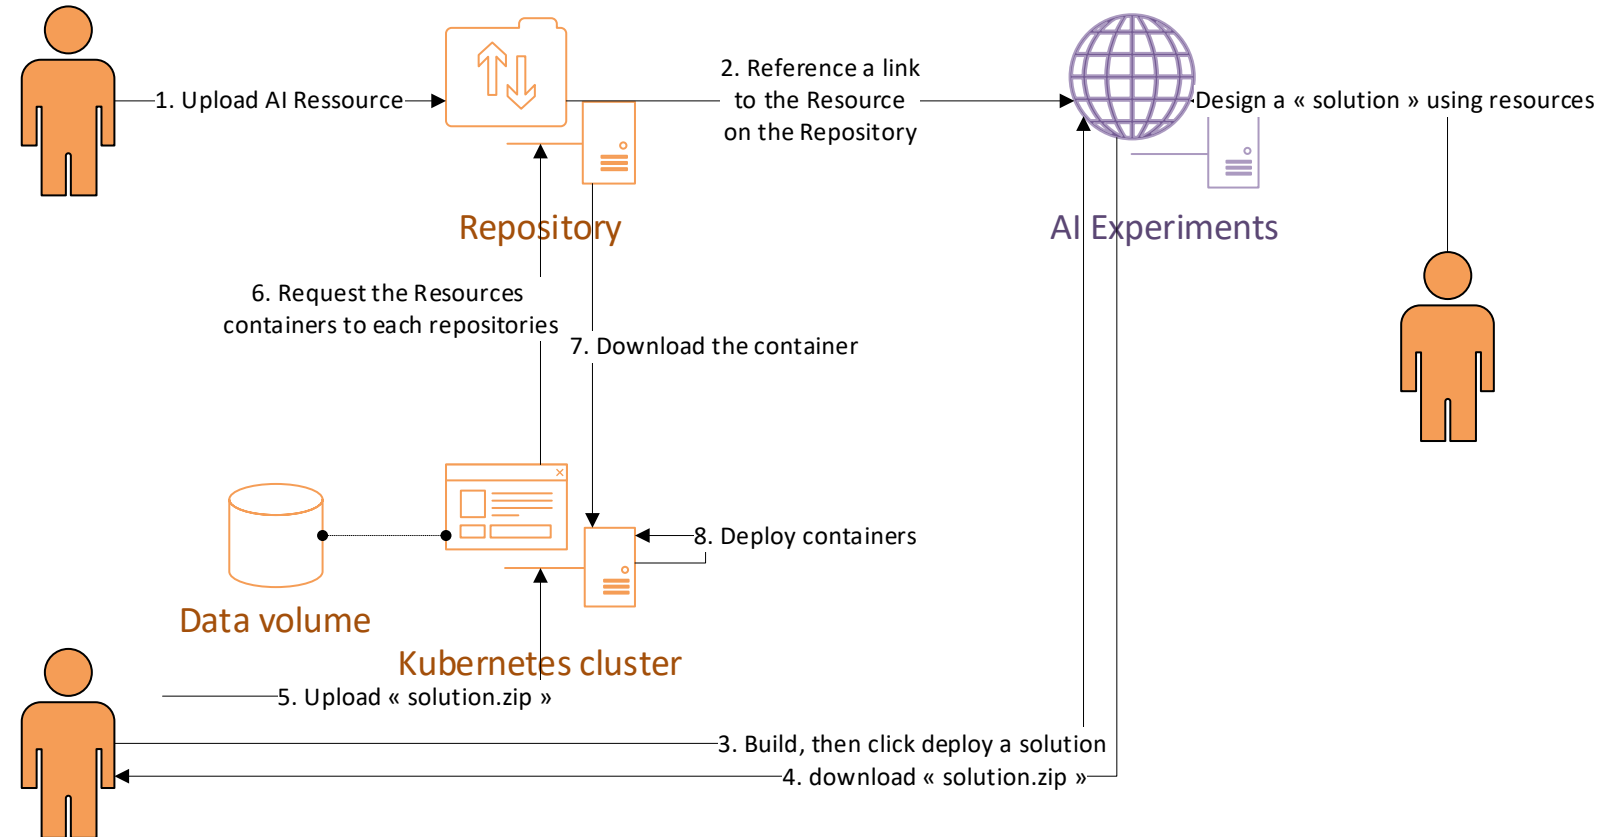 1. Upload AI Ressource
2. Reference a link
to the Resource
on the Repository
Design a « solution » using resources
Repository
AI Experiments
6. Request the Resources
containers to each repositories
7. Download the container
8. Deploy containers
Data volume
Kubernetes cluster
5. Upload « solution.zip »
3. Build, then click deploy a solution
4. download « solution.zip »